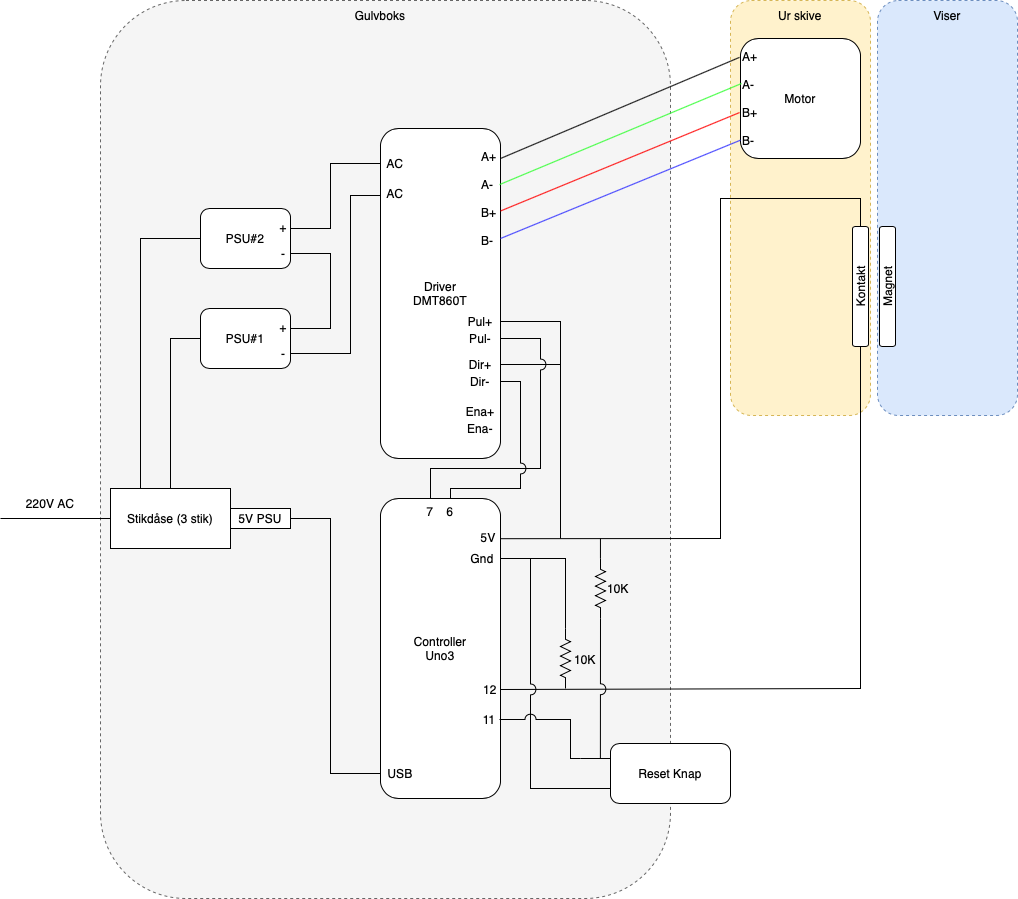 Gulvboks
Ur skive
Viser
A+
A-
Motor
B+
B-
AC
A+
AC
A-
B+
B-
PSU#2
+
-
Driver
DMT860T
Kontakt
Magnet
PSU#1
+
-
Pul+
Pul-
Dir+
Dir-
Ena+
Ena-
220V AC
Stikdåse (3 stik)
5V PSU
7
6
5V
Gnd
10K
Controller
Uno3
10K
12
11
USB
Reset Knap